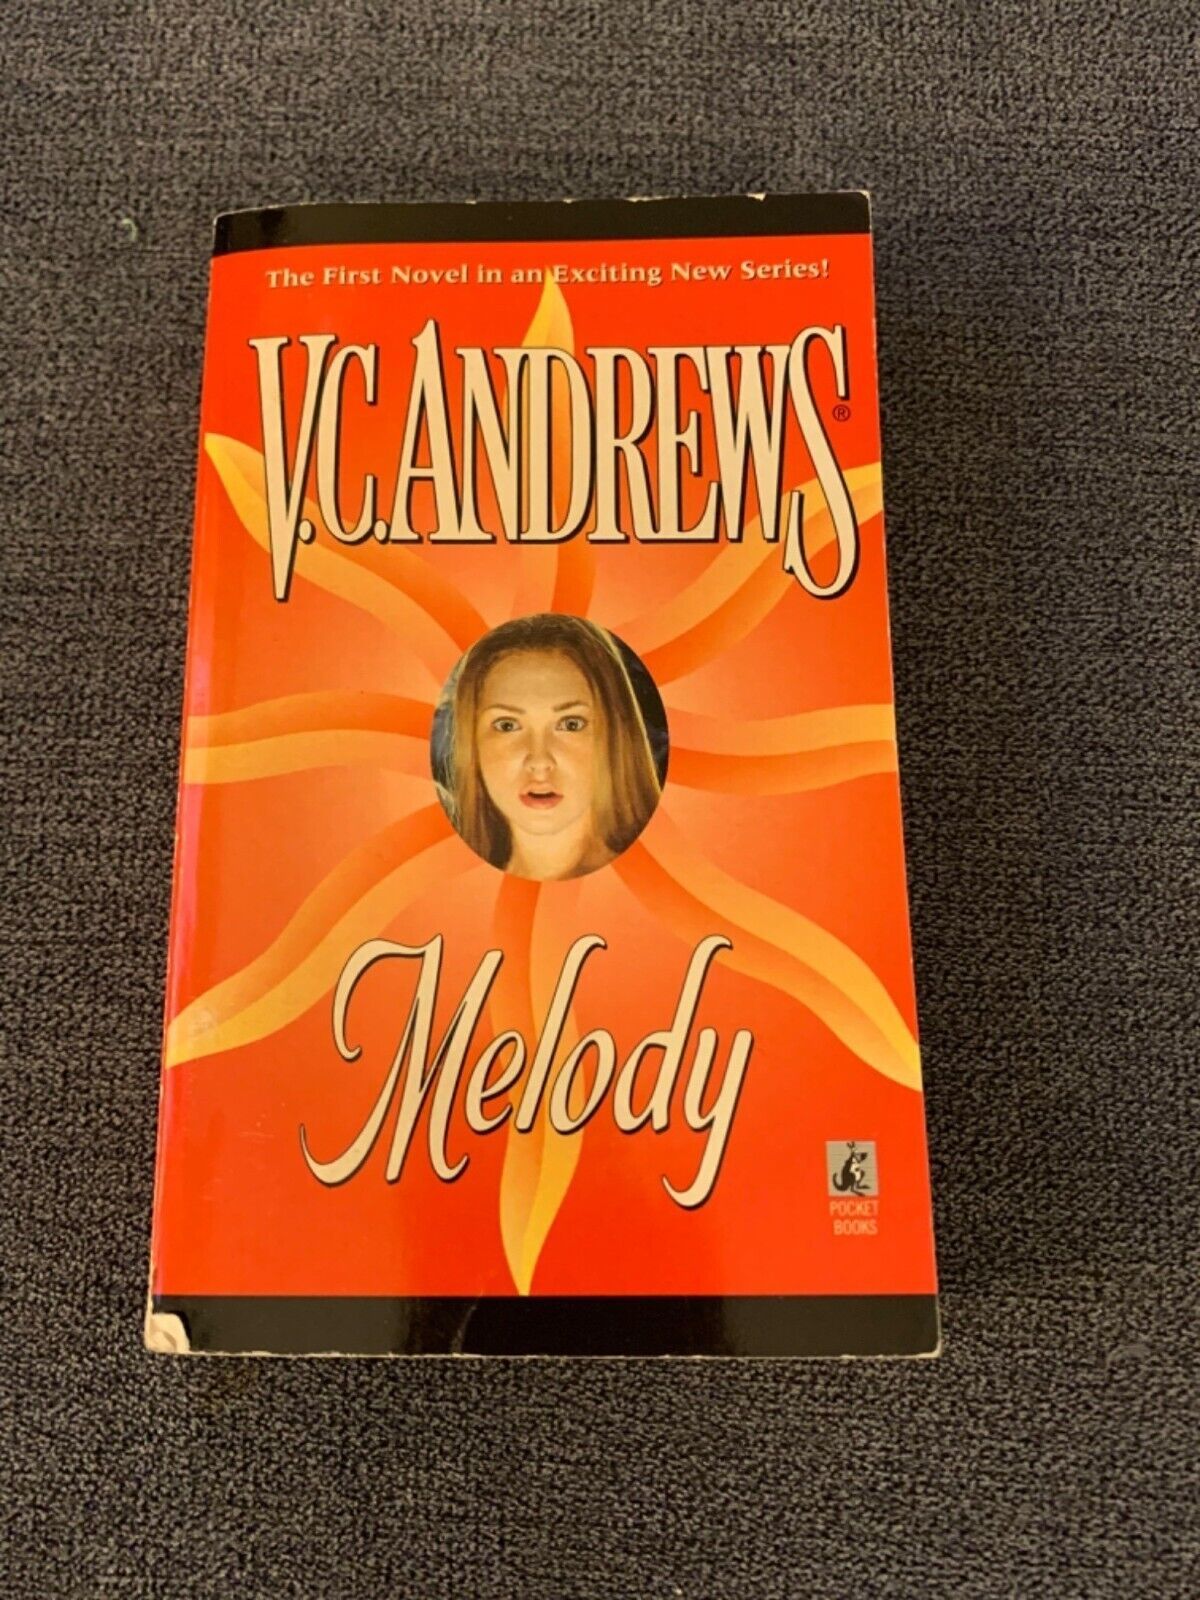 The First Novel in an Exciting New Series!
V.C. ANDREWS®
Melody
POCKET
BOOKS